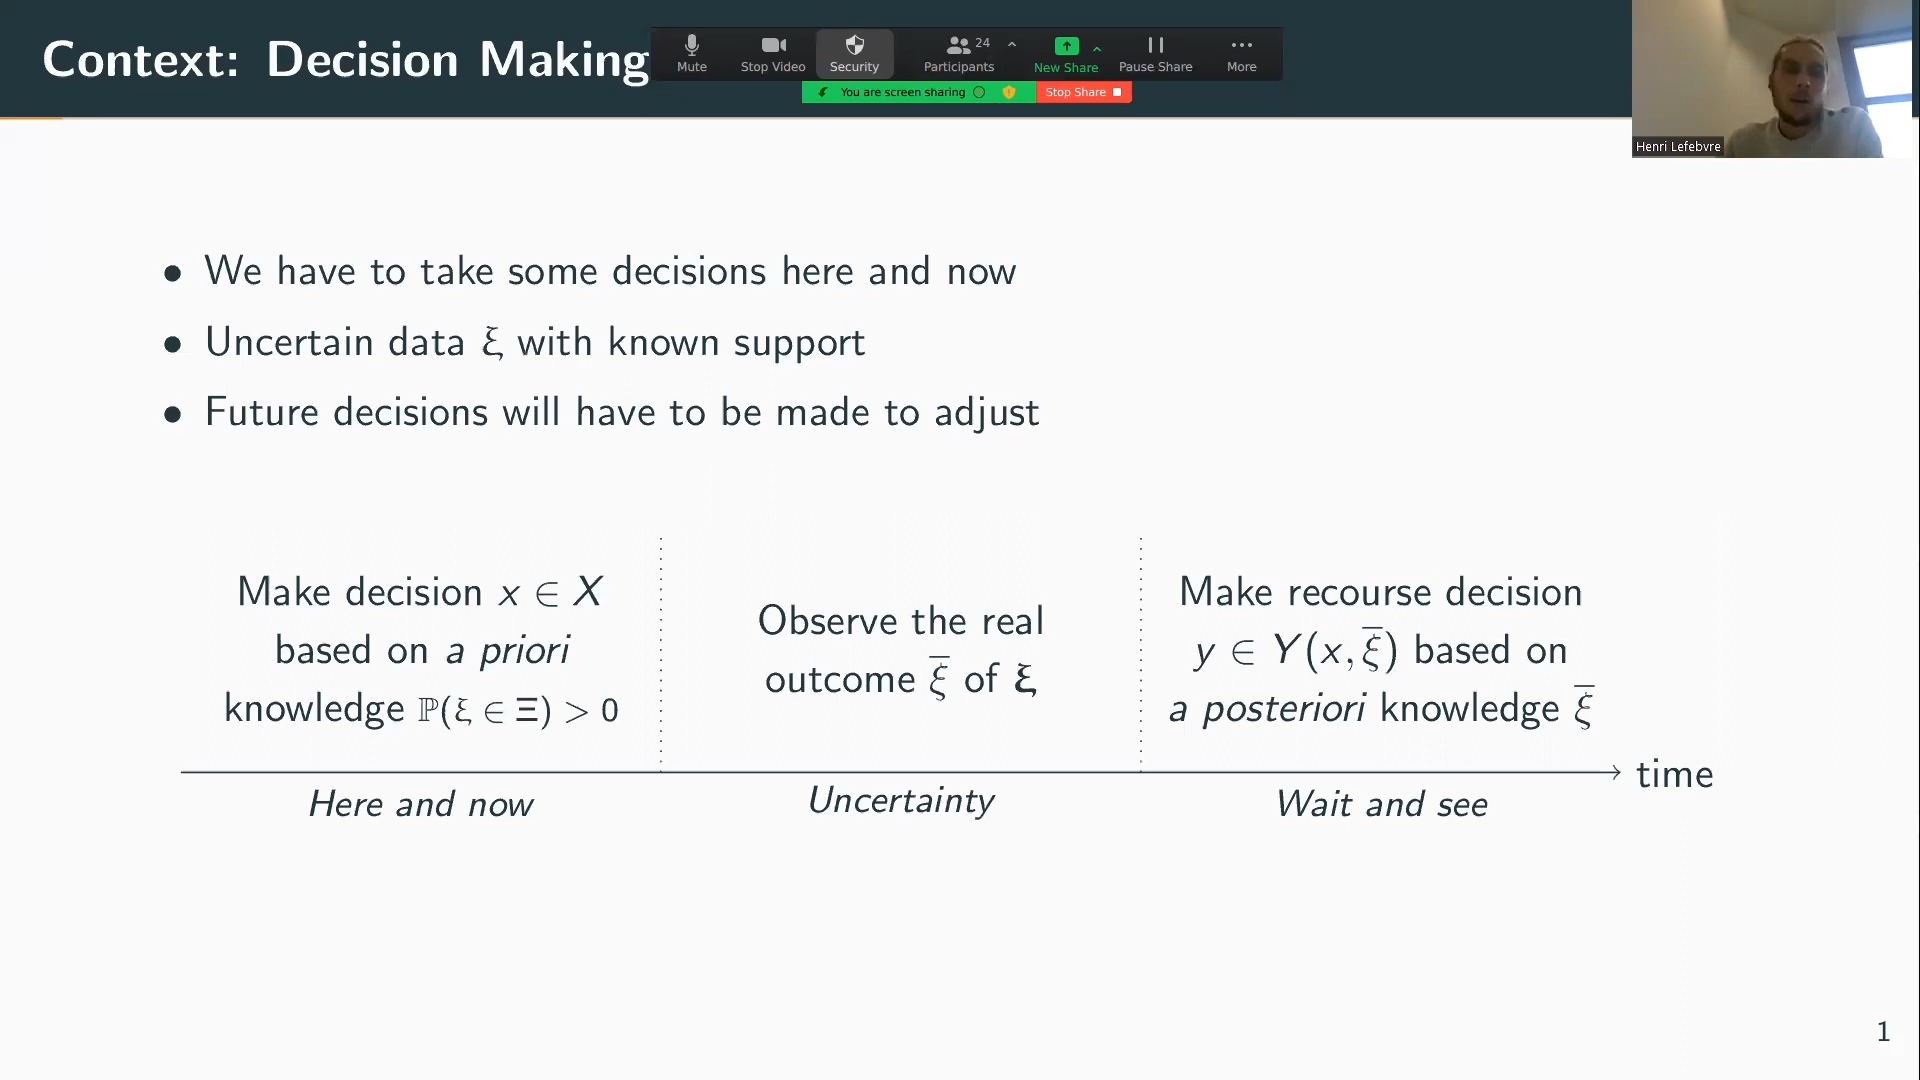 Context: Decision Making
Mute
Stop Video
Security
24
Participants
New Share
Pause Share
More
You are screen sharing
Stop Share
Henri Lefebvre
• We have to take some decisions here and now
• Uncertain data ξ with known support
• Future decisions will have to be made to adjust
Make decision x ∈ X
based on a priori
knowledge ℙ(ξ ∈ Ξ) > 0
Observe the real
outcome ξ̅ of ξ
Make recourse decision
y ∈ Y(x, ξ̅) based on
a posteriori knowledge ξ̅
time
Here and now
Uncertainty
Wait and see
1